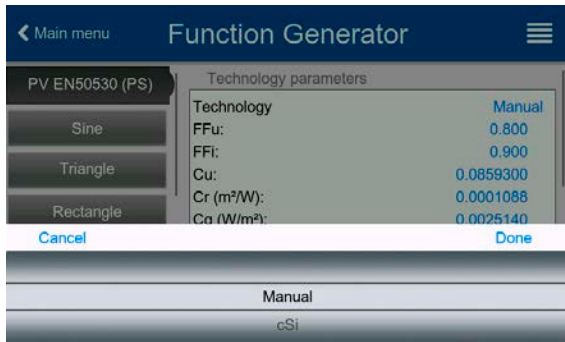 Main menu
Function Generator
PV EN50530 (PS)
Technology parameters
Technology Manual
Sine
FFu: 0.800
FFi: 0.900
Triangle
Cu: 0.0859300
Cr (m²/W): 0.0001088
Rectangle
Cg (W/m²): 0.0025140
Cancel Done
Manual
cSi